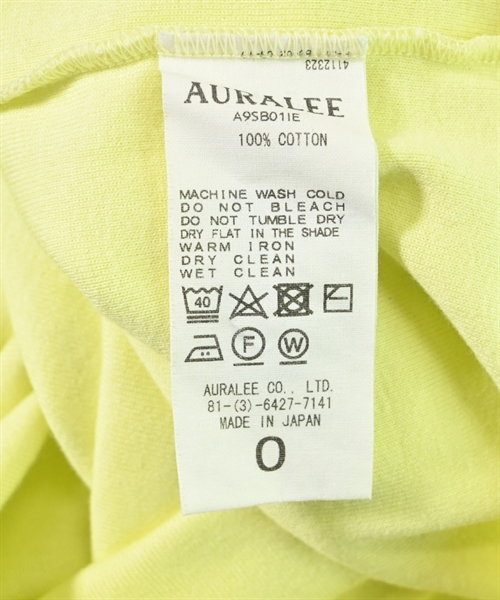 4112323
AURALEE
A9SB01IE
100% COTTON
MACHINE WASH COLD
DO NOT BLEACH
DO NOT TUMBLE DRY
DRY FLAT IN THE SHADE
WARM IRON
DRY CLEAN
WET CLEAN
40
F W
AURALEE CO., LTD.
81-(3)-6427-7141
MADE IN JAPAN
0